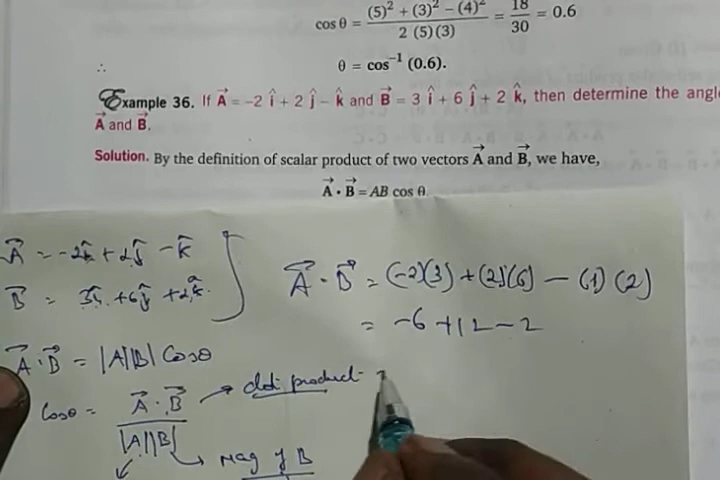 cos θ = (5)² + (3)² − (4)² / 2 (5)(3) = 18 / 30 = 0.6
∴ θ = cos⁻¹ (0.6).
Example 36. If A⃗ = −2 î + 2 ĵ − k̂ and B⃗ = 3 î + 6 ĵ + 2 k̂, then determine the angle
A⃗ and B⃗.
Solution. By the definition of scalar product of two vectors A⃗ and B⃗, we have,
A⃗ • B⃗ = AB cos θ
A⃗ = −2î + 2ĵ − k̂
B⃗ = 3î + 6ĵ + 2k̂
A⃗ · B⃗ = (−2)(3) + (2)(6) − (1)(2)
= −6 + 12 − 2
A⃗ · B⃗ = |A||B| Cosθ
Cosθ = A⃗ · B⃗ / |A||B|
→ dot product
→ Mag of B